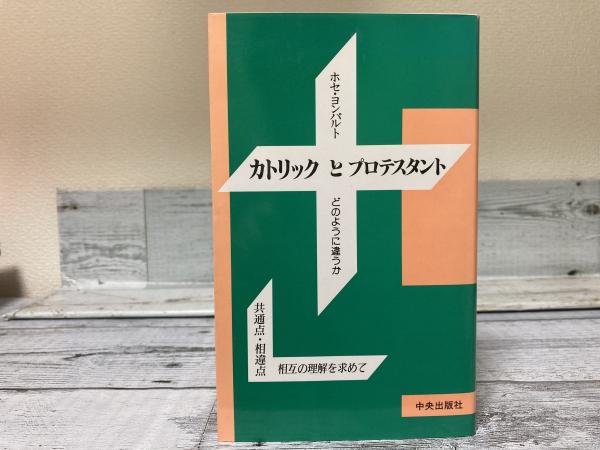 ホセ・ヨンパルト
カトリック と プロテスタント
どのように違うか
共通点・相違点
相互の理解を求めて
中央出版社